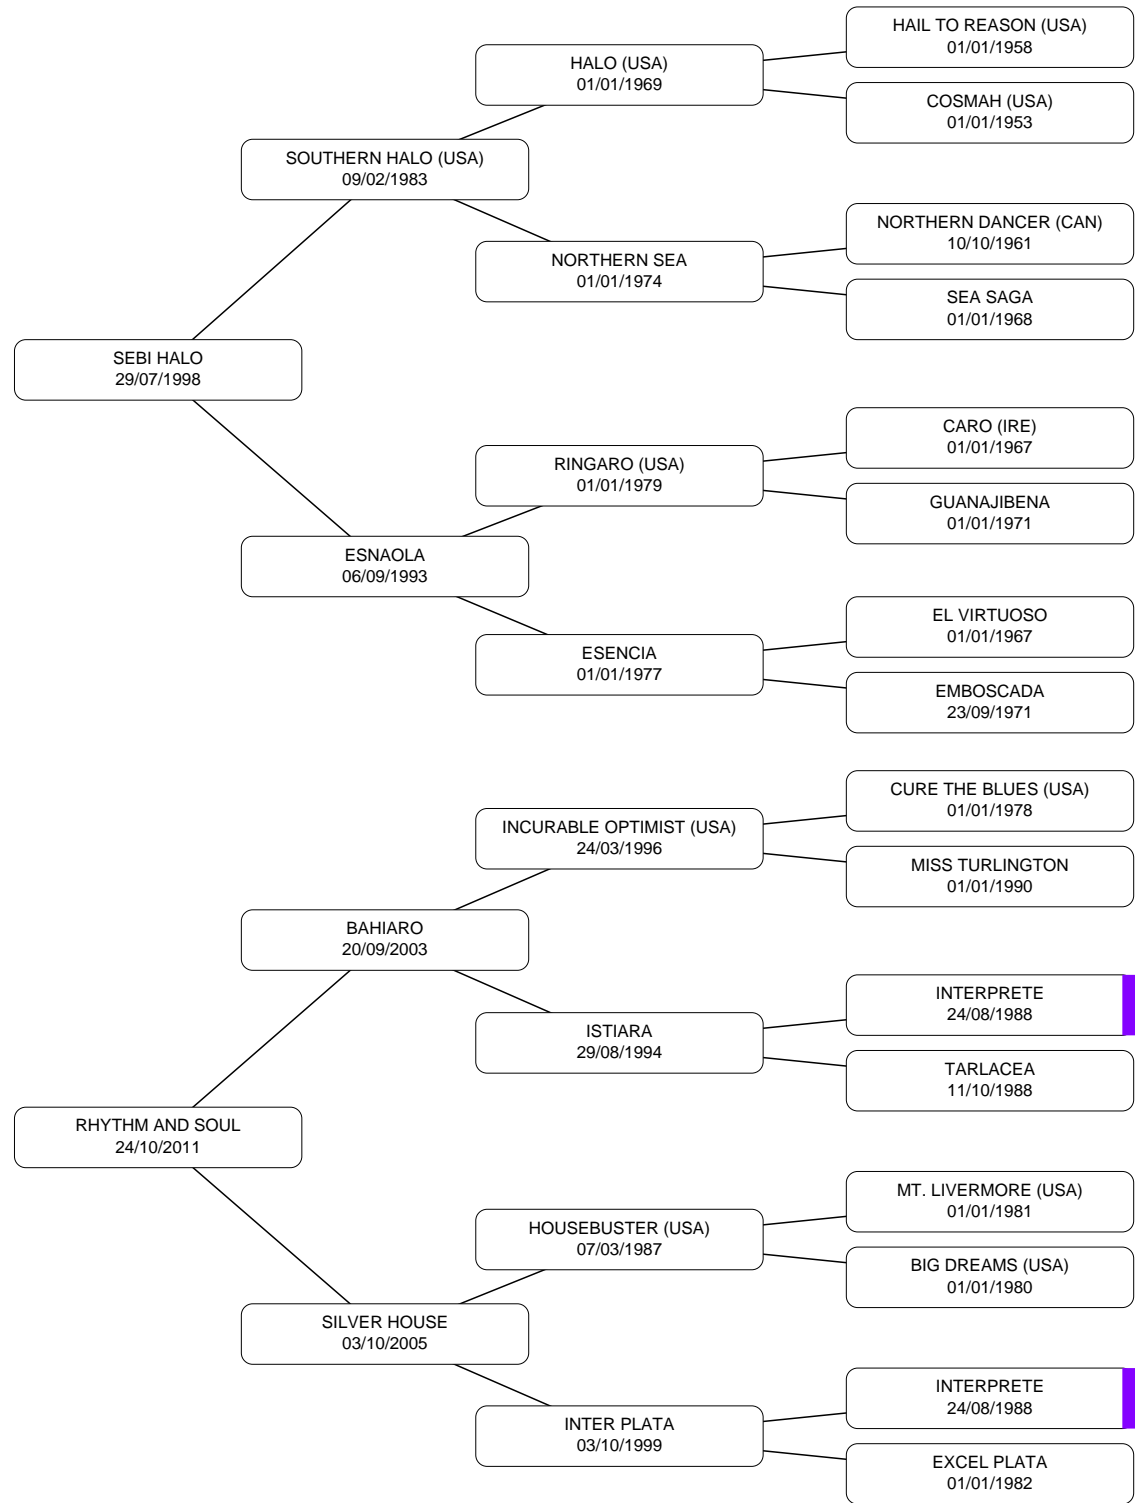 HAIL TO REASON (USA)
01/01/1958
HALO (USA)
01/01/1969
COSMAH (USA)
01/01/1953
SOUTHERN HALO (USA)
09/02/1983
NORTHERN DANCER (CAN)
10/10/1961
NORTHERN SEA
01/01/1974
SEA SAGA
01/01/1968
SEBI HALO
29/07/1998
CARO (IRE)
01/01/1967
RINGARO (USA)
01/01/1979
GUANAJIBENA
01/01/1971
ESNAOLA
06/09/1993
EL VIRTUOSO
01/01/1967
ESENCIA
01/01/1977
EMBOSCADA
23/09/1971
CURE THE BLUES (USA)
01/01/1978
INCURABLE OPTIMIST (USA)
24/03/1996
MISS TURLINGTON
01/01/1990
BAHIARO
20/09/2003
INTERPRETE
24/08/1988
ISTIARA
29/08/1994
TARLACEA
11/10/1988
RHYTHM AND SOUL
24/10/2011
MT. LIVERMORE (USA)
01/01/1981
HOUSEBUSTER (USA)
07/03/1987
BIG DREAMS (USA)
01/01/1980
SILVER HOUSE
03/10/2005
INTERPRETE
24/08/1988
INTER PLATA
03/10/1999
EXCEL PLATA
01/01/1982